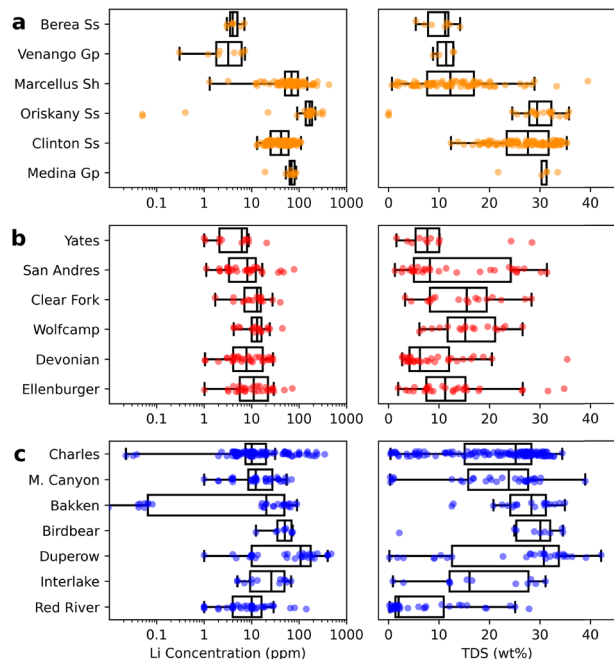 a
Berea Ss
Venango Gp
Marcellus Sh
Oriskany Ss
Clinton Ss
Medina Gp
0.1 1 10 100 1000
0 10 20 30 40
b
Yates
San Andres
Clear Fork
Wolfcamp
Devonian
Ellenburger
0.1 1 10 100 1000
0 10 20 30 40
c
Charles
M. Canyon
Bakken
Birdbear
Duperow
Interlake
Red River
0.1 1 10 100 1000
0 10 20 30 40
Li Concentration (ppm) TDS (wt%)